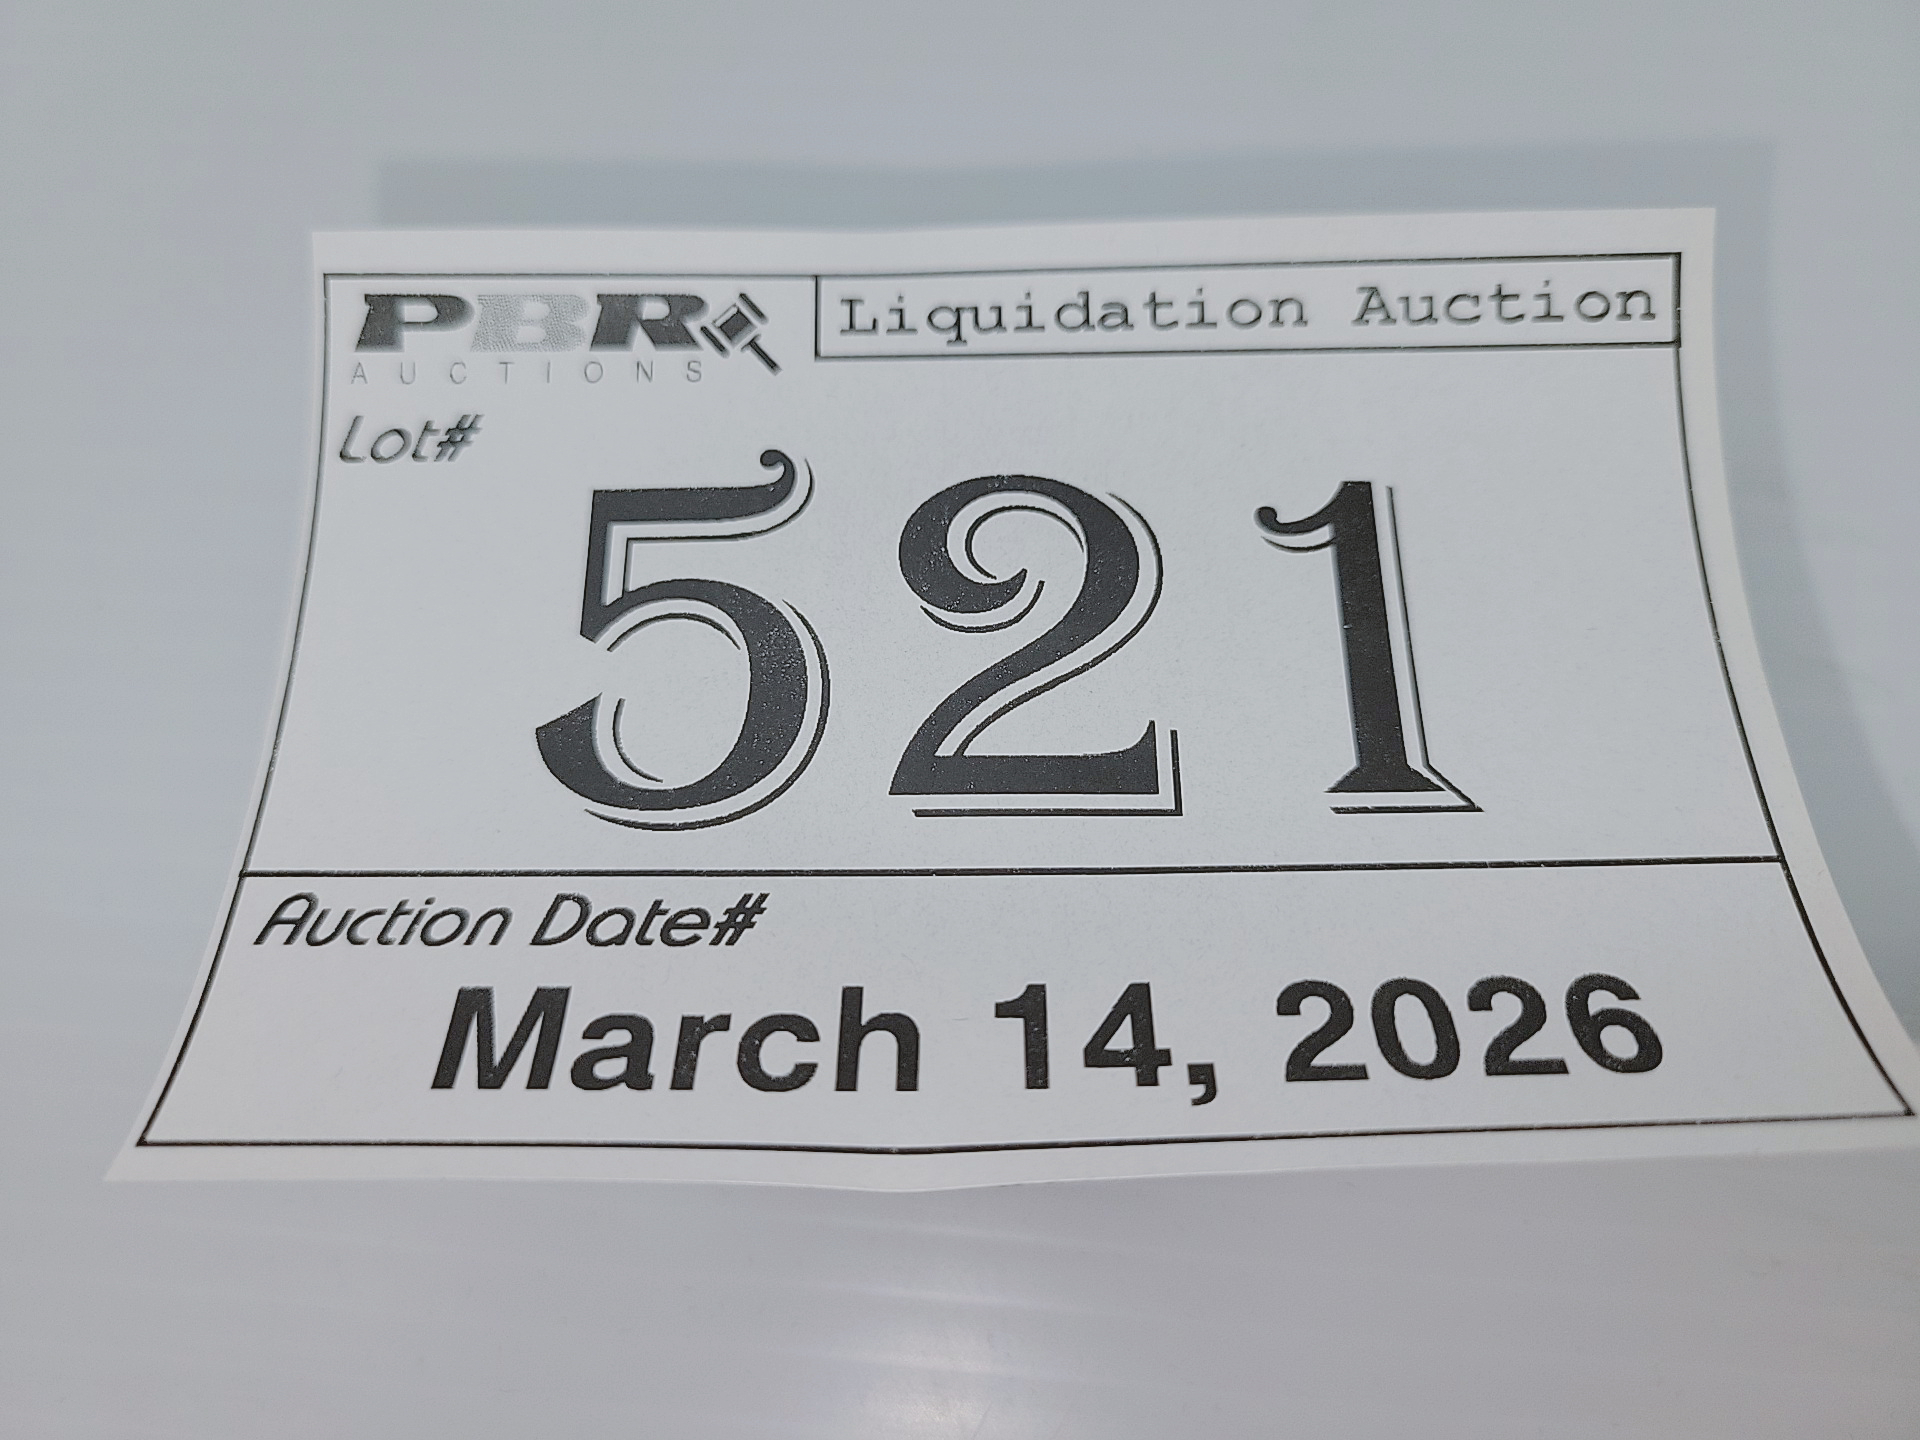 PBR
AUCTIONS
Liquidation Auction
Lot#
521
Auction Date#
March 14, 2026